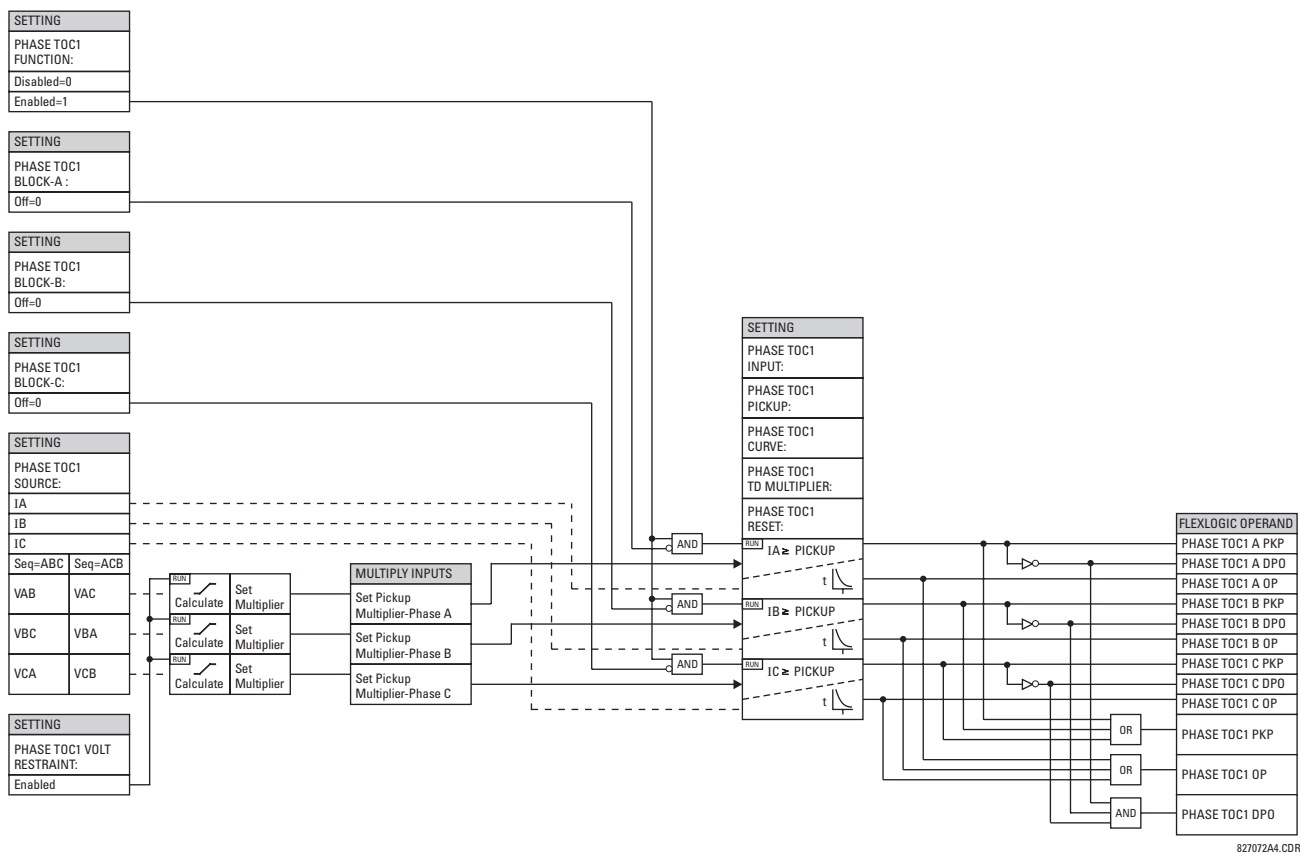 SETTING
PHASE TOC1
FUNCTION:
Disabled=0
Enabled=1
SETTING
PHASE TOC1
BLOCK-A :
Off=0
SETTING
PHASE TOC1
BLOCK-B:
Off=0
SETTING
PHASE TOC1
BLOCK-C:
Off=0
SETTING
PHASE TOC1
SOURCE:
IA
IB
IC
Seq=ABC Seq=ACB
VAB VAC
VBC VBA
VCA VCB
SETTING
PHASE TOC1 VOLT
RESTRAINT:
Enabled
RUN
Calculate
Set
Multiplier
RUN
Calculate
Set
Multiplier
RUN
Calculate
Set
Multiplier
MULTIPLY INPUTS
Set Pickup
Multiplier-Phase A
Set Pickup
Multiplier-Phase B
Set Pickup
Multiplier-Phase C
AND
AND
AND
SETTING
PHASE TOC1
INPUT:
PHASE TOC1
PICKUP:
PHASE TOC1
CURVE:
PHASE TOC1
TD MULTIPLIER:
PHASE TOC1
RESET:
RUN IA ≥ PICKUP
t
RUN IB ≥ PICKUP
t
RUN IC ≥ PICKUP
t
OR
OR
AND
FLEXLOGIC OPERAND
PHASE TOC1 A PKP
PHASE TOC1 A DPO
PHASE TOC1 A OP
PHASE TOC1 B PKP
PHASE TOC1 B DPO
PHASE TOC1 B OP
PHASE TOC1 C PKP
PHASE TOC1 C DPO
PHASE TOC1 C OP
PHASE TOC1 PKP
PHASE TOC1 OP
PHASE TOC1 DPO
827072A4.CDR